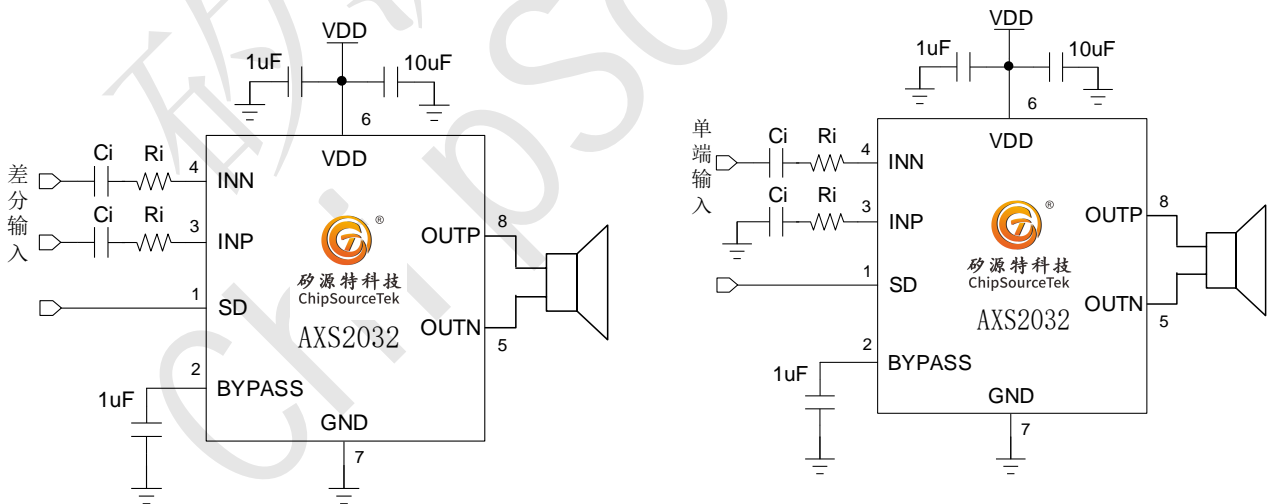 VDD
1uF
10uF
6
VDD
差分输入
Ci
Ri
4
INN
Ci
Ri
3
INP
®
矽源特科技
ChipSourceTek
AXS2032
8
OUTP
1
SD
OUTN
5
2
BYPASS
1uF
GND
7
VDD
1uF
10uF
6
VDD
单端输入
Ci
Ri
4
INN
Ci
Ri
3
INP
®
矽源特科技
ChipSourceTek
AXS2032
8
OUTP
1
SD
OUTN
5
2
BYPASS
1uF
GND
7